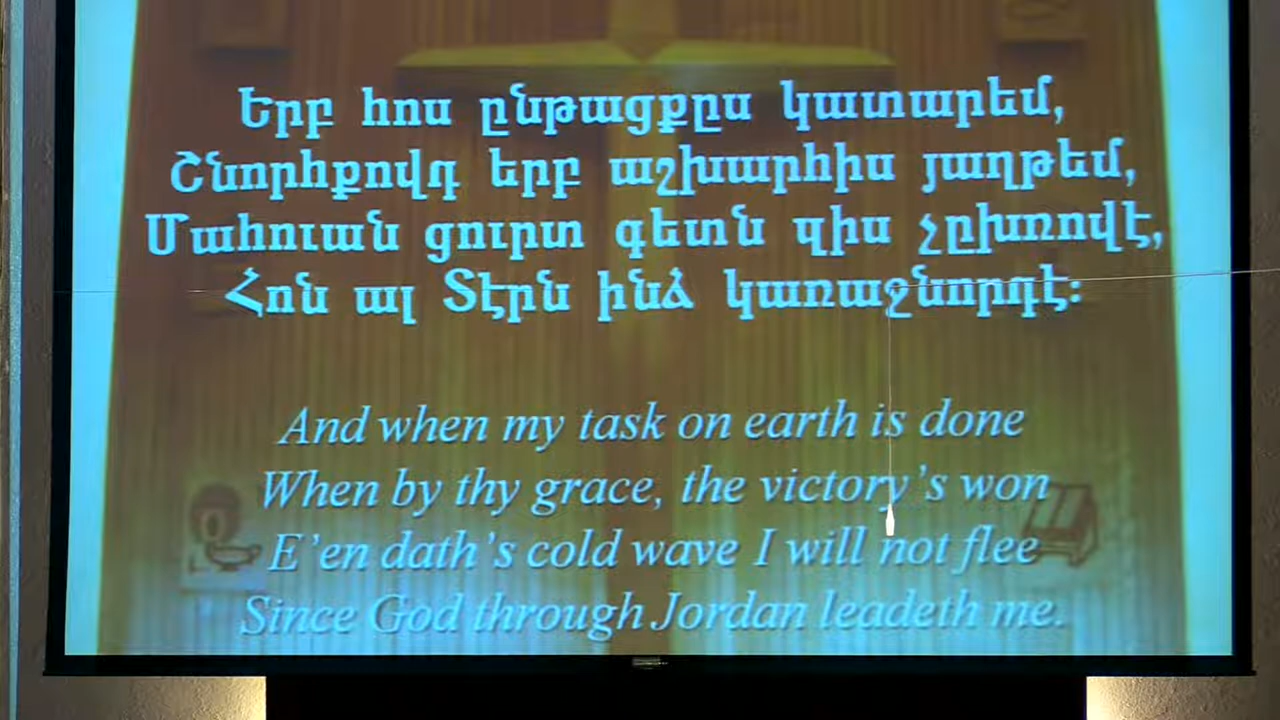 Երբ հոս ընթացքըս կատարեմ,
Շնորհքովդ երբ աշխարհիս յաղթեմ,
Մահուան ցուրտ գետն զիս չըխռովէ,
Հոն ալ Տէրն ինձ կառաջնորդէ:
And when my task on earth is done
When by thy grace, the victory's won
E'en dath's cold wave I will not flee
Since God through Jordan leadeth me.